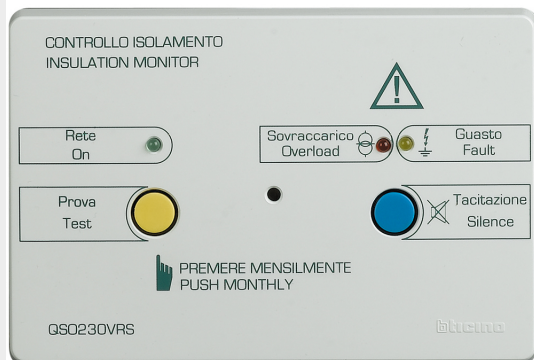 CONTROLLO ISOLAMENTO
INSULATION MONITOR
Rete
On
Sovraccarico
Overload
Guasto
Fault
Prova
Test
Tacitazione
Silence
PREMERE MENSILMENTE
PUSH MONTHLY
QSO230VRS
bticino